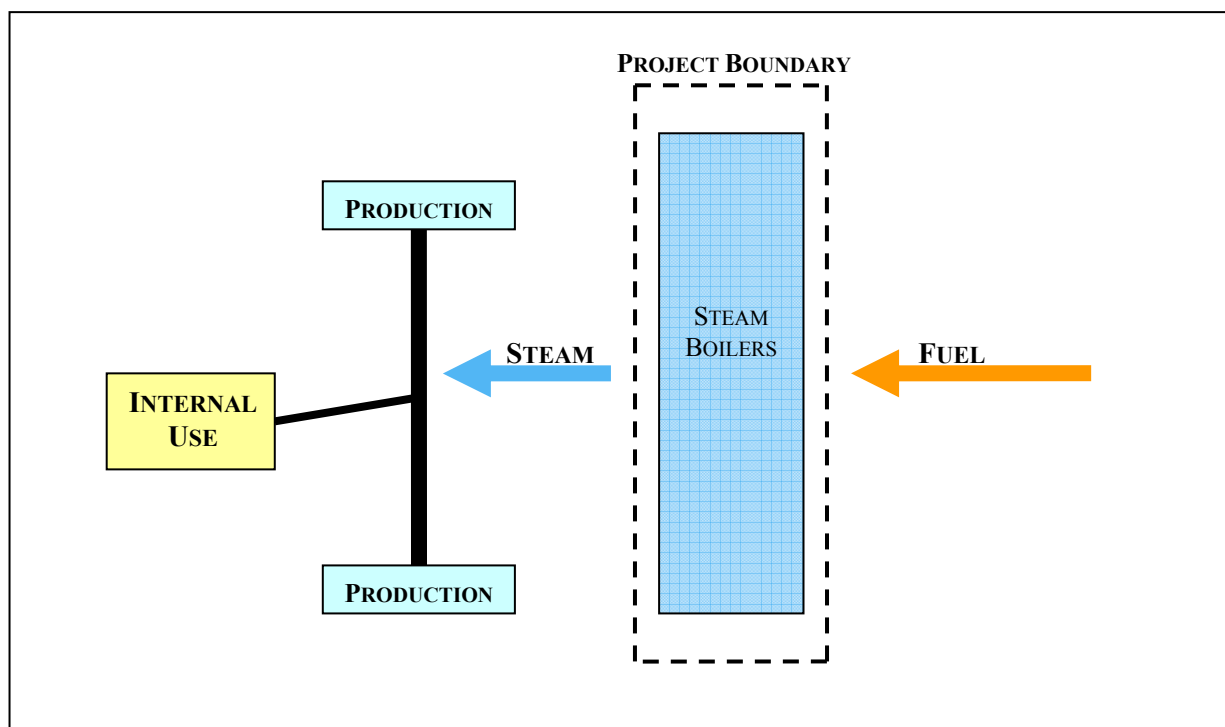 PROJECT BOUNDARY
PRODUCTION
STEAM
BOILERS
STEAM
FUEL
INTERNAL
USE
PRODUCTION